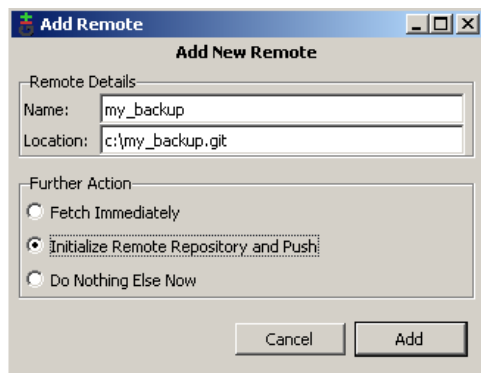 Add Remote
Add New Remote
Remote Details
Name: my_backup
Location: c:\my_backup.git
Further Action
Fetch Immediately
Initialize Remote Repository and Push
Do Nothing Else Now
Cancel Add